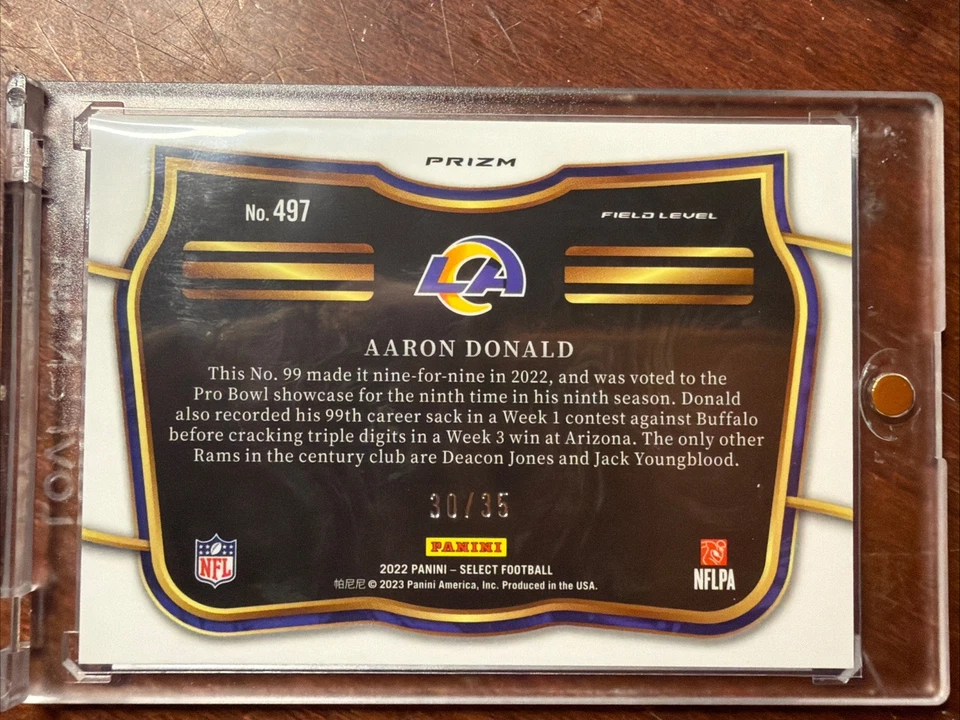 PRIZM
No. 497
FIELD LEVEL
LA
AARON DONALD
This No. 99 made it nine-for-nine in 2022, and was voted to the
Pro Bowl showcase for the ninth time in his ninth season. Donald
also recorded his 99th career sack in a Week 1 contest against Buffalo
before cracking triple digits in a Week 3 win at Arizona. The only other
Rams in the century club are Deacon Jones and Jack Youngblood.
30/35
PANINI
NFL
2022 PANINI – SELECT FOOTBALL
帕尼尼 © 2023 Panini America, Inc. Produced in the USA.
NFLPA